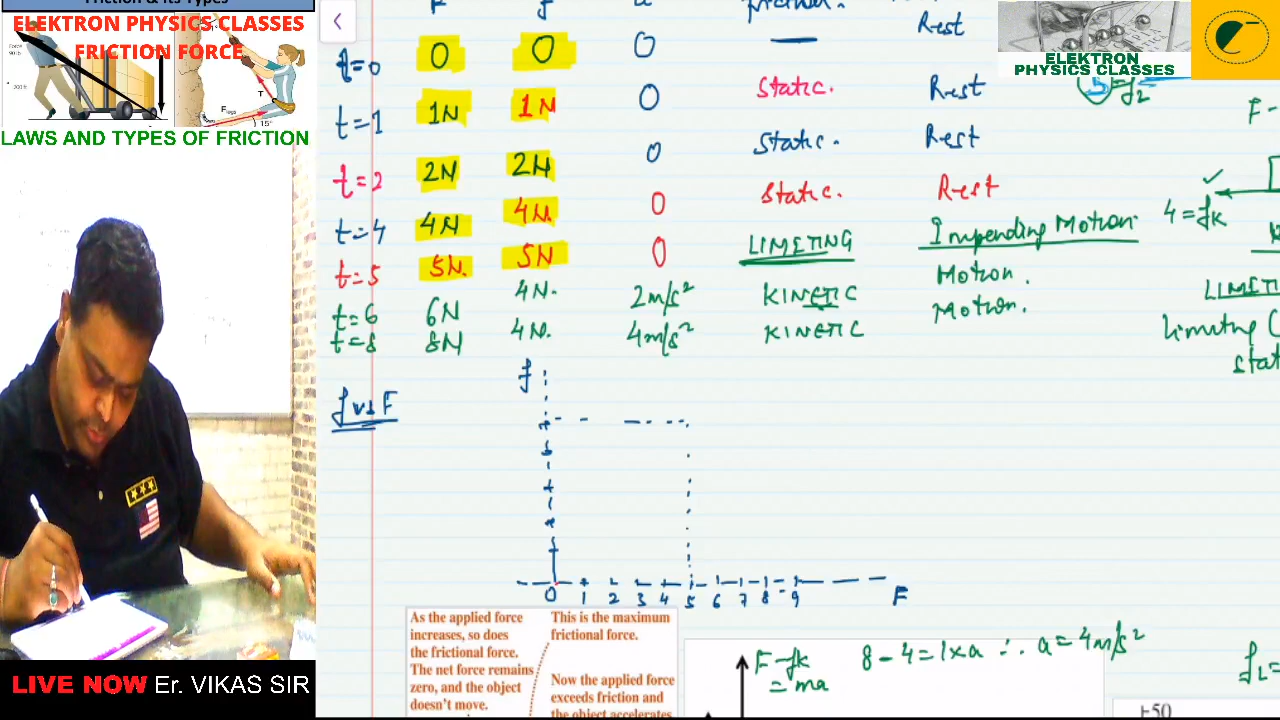 Friction & Its Types
ELEKTRON PHYSICS CLASSES
FRICTION FORCE
LAWS AND TYPES OF FRICTION
ELEKTRON
PHYSICS CLASSES
Rest
t=0 0 0 0 —
t=1 1N 1N 0 Static. Rest
t=2 2N 2N 0 Static. Rest
t=4 4N 4N 0 Static. Rest
t=5 5N. 5N 0 LIMETING Impending Motion
t=6 6N 4N. 2m/s² KINETIC Motion.
t=8 8N 4N. 4m/s² KINETIC Motion.
4 = fk
LIMETING
limiting
f vs F
f
0 1 2 3 4 5 6 7 8 9 F
As the applied force
increases, so does
the frictional force.
The net force remains
zero, and the object
doesn't move.
This is the maximum
frictional force.
Now the applied force
exceeds friction and
the object accelerates
F-fk
= ma
8-4=1×a ∴ a=4m/s²
LIVE NOW Er. VIKAS SIR